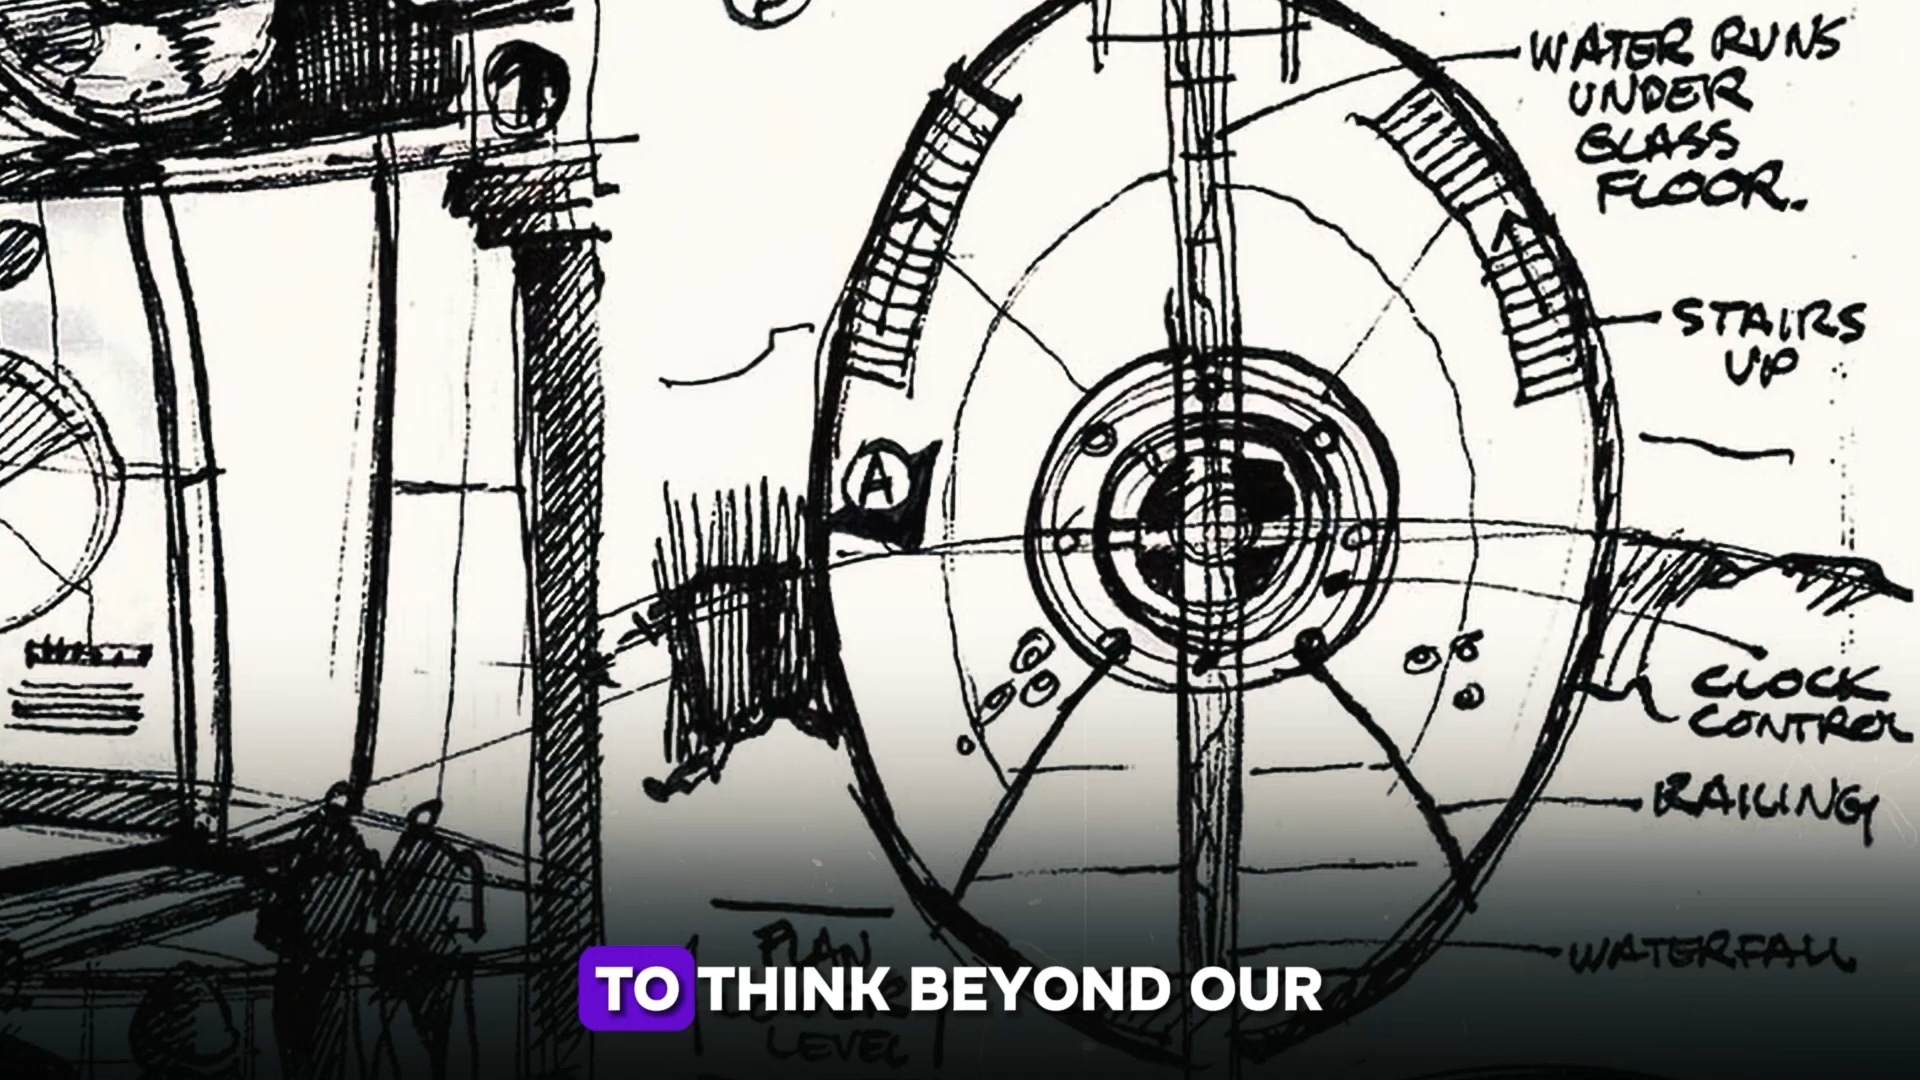 WATER RUNS
UNDER
GLASS
FLOOR.
STAIRS
UP
A
CLOCK
CONTROL
RAILING
WATERFALL
PLAN
LEVEL
TO THINK BEYOND OUR